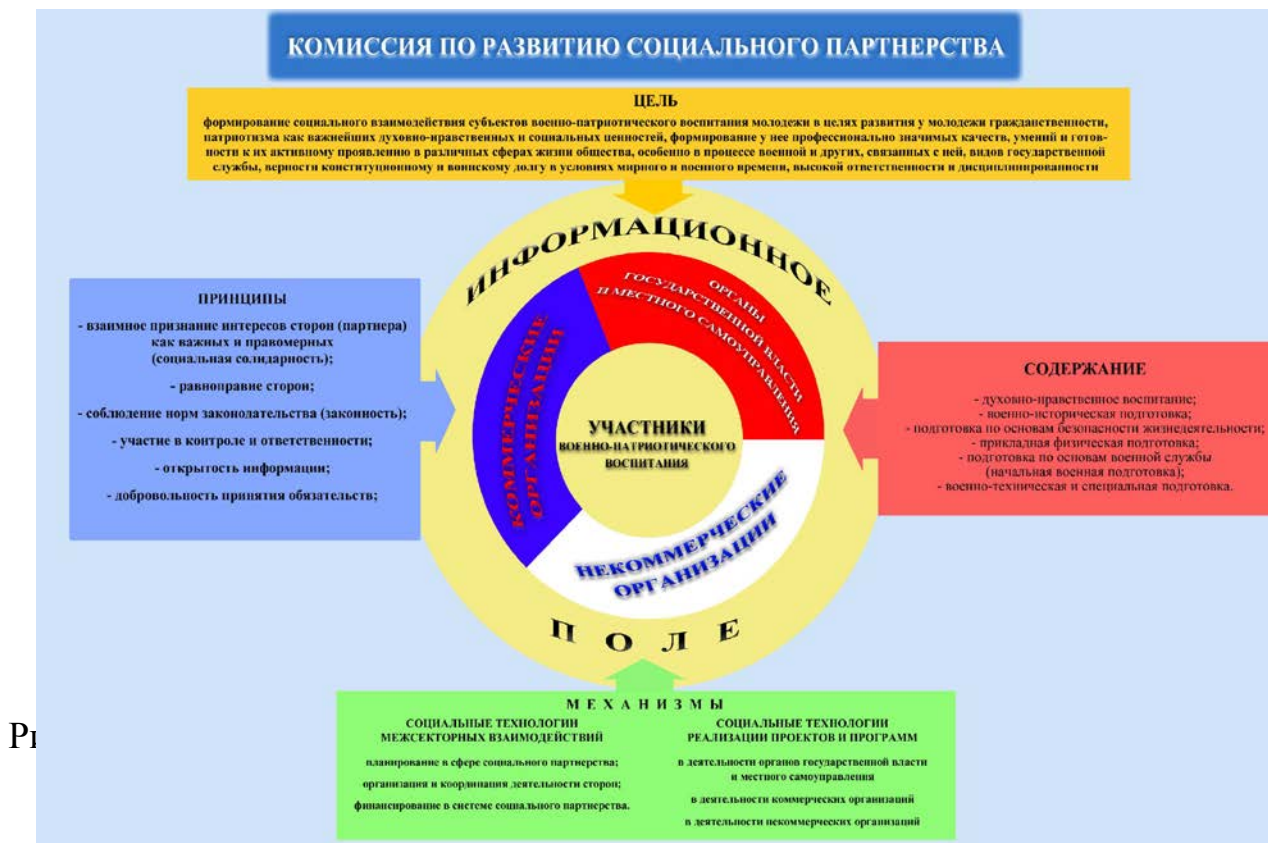 КОМИССИЯ ПО РАЗВИТИЮ СОЦИАЛЬНОГО ПАРТНЕРСТВА
ЦЕЛЬ
формирование социального взаимодействия субъектов военно-патриотического воспитания молодежи в целях развития у молодежи гражданственности,
патриотизма как важнейших духовно-нравственных и социальных ценностей, формирование у нее профессионально значимых качеств, умений и готов-
ности к их активному проявлению в различных сферах жизни общества, особенно в процессе военной и других, связанных с ней, видов государственной
службы, верности конституционному и воинскому долгу в условиях мирного и военного времени, высокой ответственности и дисциплинированности
ИНФОРМАЦИОННОЕ
ПОЛЕ
ОРГАНЫ
ГОСУДАРСТВЕННОЙ ВЛАСТИ
И МЕСТНОГО САМОУПРАВЛЕНИЯ
КОММЕРЧЕСКИЕ
ОРГАНИЗАЦИИ
НЕКОММЕРЧЕСКИЕ
ОРГАНИЗАЦИИ
УЧАСТНИКИ
ВОЕННО-ПАТРИОТИЧЕСКОГО
ВОСПИТАНИЯ
ПРИНЦИПЫ
- взаимное признание интересов сторон (партнера)
как важных и правомерных
(социальная солидарность);
- равноправие сторон;
- соблюдение норм законодательства (законность);
- участие в контроле и ответственности;
- открытость информации;
- добровольность принятия обязательств;
СОДЕРЖАНИЕ
- духовно-нравственное воспитание;
- военно-историческая подготовка;
- подготовка по основам безопасности жизнедеятельности;
- прикладная физическая подготовка;
- подготовка по основам военной службы
(начальная военная подготовка);
- военно-техническая и специальная подготовка.
МЕХАНИЗМЫ
СОЦИАЛЬНЫЕ ТЕХНОЛОГИИ
МЕЖСЕКТОРНЫХ ВЗАИМОДЕЙСТВИЙ
планирование в сфере социального партнерства;
организация и координация деятельности сторон;
финансирование в системе социального партнерства.
СОЦИАЛЬНЫЕ ТЕХНОЛОГИИ
РЕАЛИЗАЦИИ ПРОЕКТОВ И ПРОГРАММ
в деятельности органов государственной власти
и местного самоуправления
в деятельности коммерческих организаций
в деятельности некоммерческих организаций